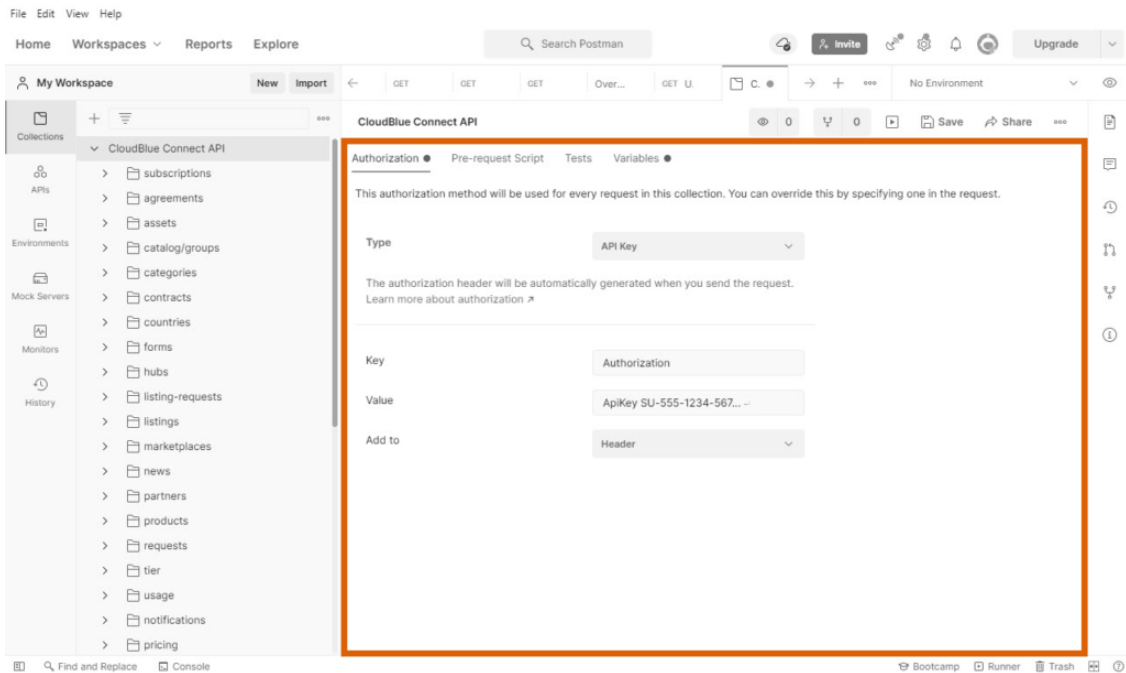 File Edit View Help
Home Workspaces Reports Explore Search Postman Invite Upgrade
My Workspace New Import GET GET GET Over... GET U. C. No Environment
Collections
APIs
Environments
Mock Servers
Monitors
History
CloudBlue Connect API
subscriptions
agreements
assets
catalog/groups
categories
contracts
countries
forms
hubs
listing-requests
listings
marketplaces
news
partners
products
requests
tier
usage
notifications
pricing
CloudBlue Connect API 0 0 Save Share
Authorization Pre-request Script Tests Variables
This authorization method will be used for every request in this collection. You can override this by specifying one in the request.
Type API Key
The authorization header will be automatically generated when you send the request.
Learn more about authorization ↗
Key Authorization
Value ApiKey SU-555-1234-567...
Add to Header
Find and Replace Console Bootcamp Runner Trash